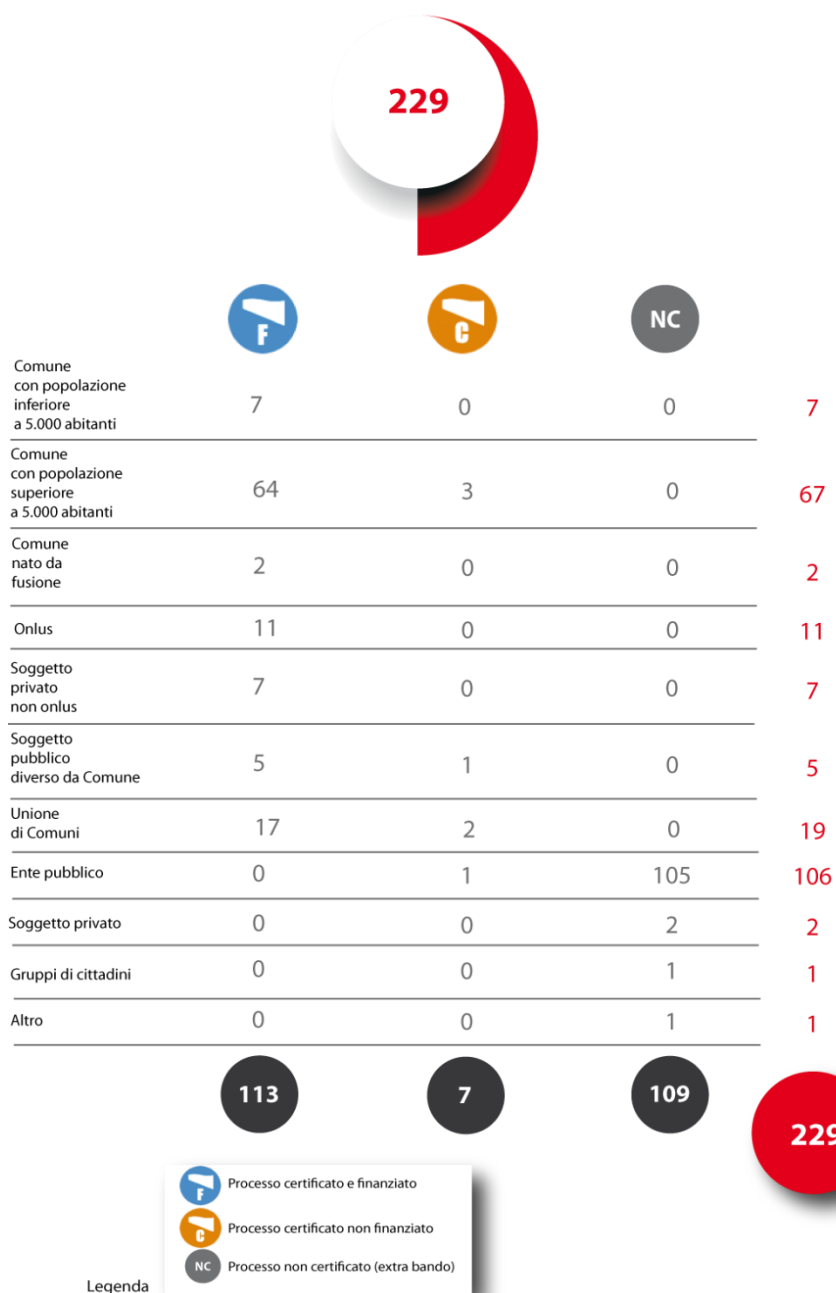 229
F C NC
Comune
con popolazione
inferiore
a 5.000 abitanti
7 0 0 7
Comune
con popolazione
superiore
a 5.000 abitanti
64 3 0 67
Comune
nato da
fusione
2 0 0 2
Onlus 11 0 0 11
Soggetto
privato
non onlus
7 0 0 7
Soggetto
pubblico
diverso da Comune
5 1 0 5
Unione
di Comuni
17 2 0 19
Ente pubblico 0 1 105 106
Soggetto privato 0 0 2 2
Gruppi di cittadini 0 0 1 1
Altro 0 0 1 1
113 7 109 229
F Processo certificato e finanziato
C Processo certificato non finanziato
NC Processo non certificato (extra bando)
Legenda